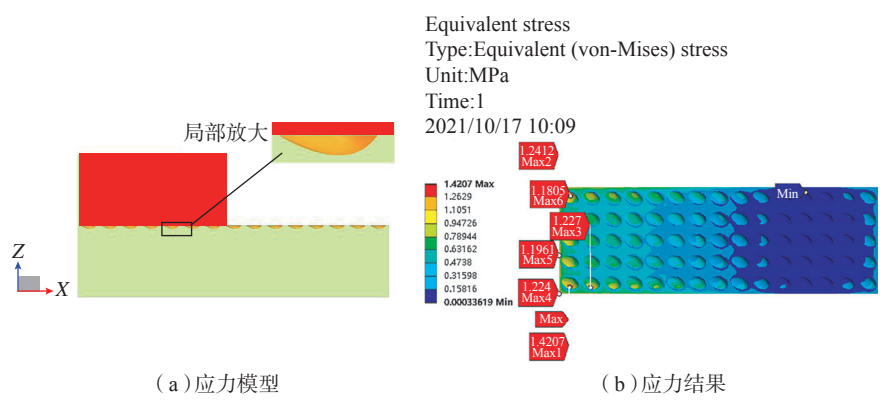 Equivalent stress
Type:Equivalent (von-Mises) stress
Unit:MPa
Time:1
2021/10/17 10:09
局部放大
Z
X
1.4207 Max
1.2629
1.1051
0.94726
0.78944
0.63162
0.4738
0.31598
0.15816
0.00033619 Min
1.2412
Max2
1.1805
Max6
1.227
Max3
1.1961
Max5
1.224
Max4
Max
1.4207
Max1
Min
(a)应力模型
(b)应力结果